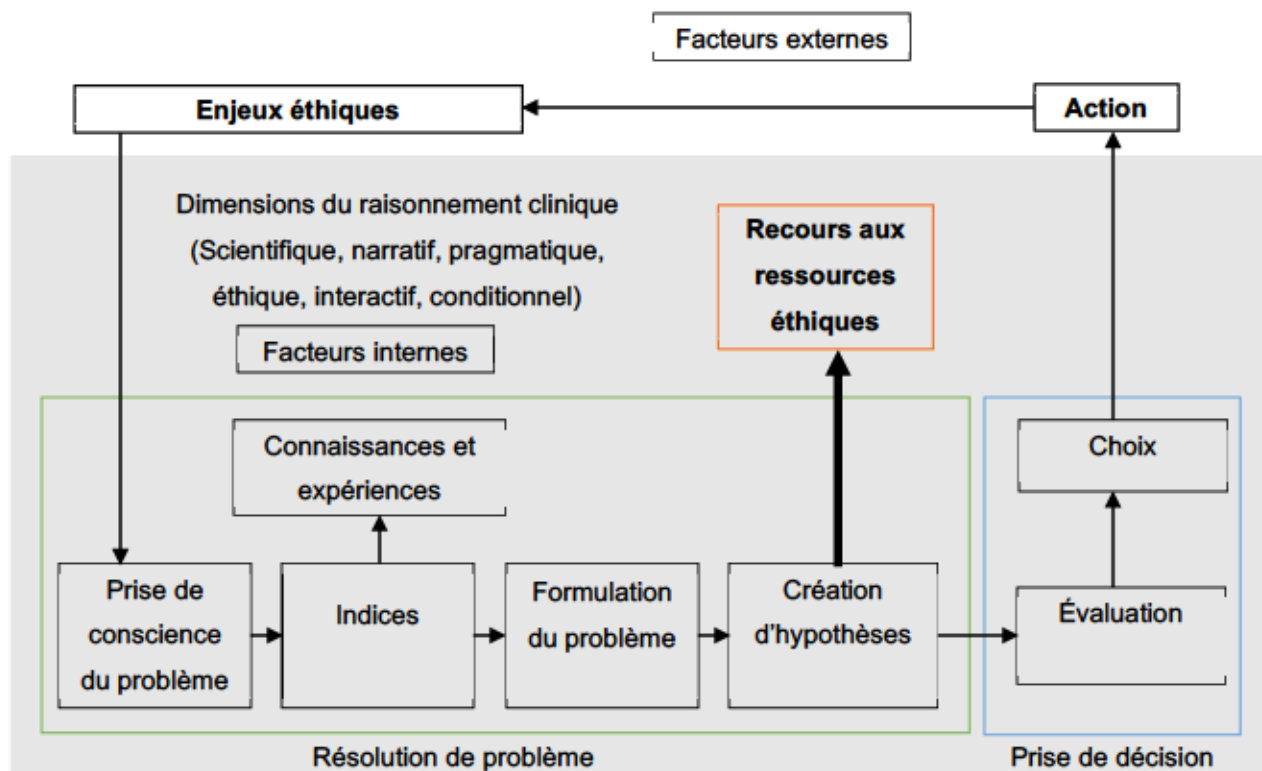 Facteurs externes
Enjeux éthiques
Action
Dimensions du raisonnement clinique
(Scientifique, narratif, pragmatique,
éthique, interactif, conditionnel)
Facteurs internes
Recours aux
ressources
éthiques
Connaissances et
expériences
Choix
Prise de
conscience
du problème
Indices
Formulation
du problème
Création
d'hypothèses
Évaluation
Résolution de problème
Prise de décision